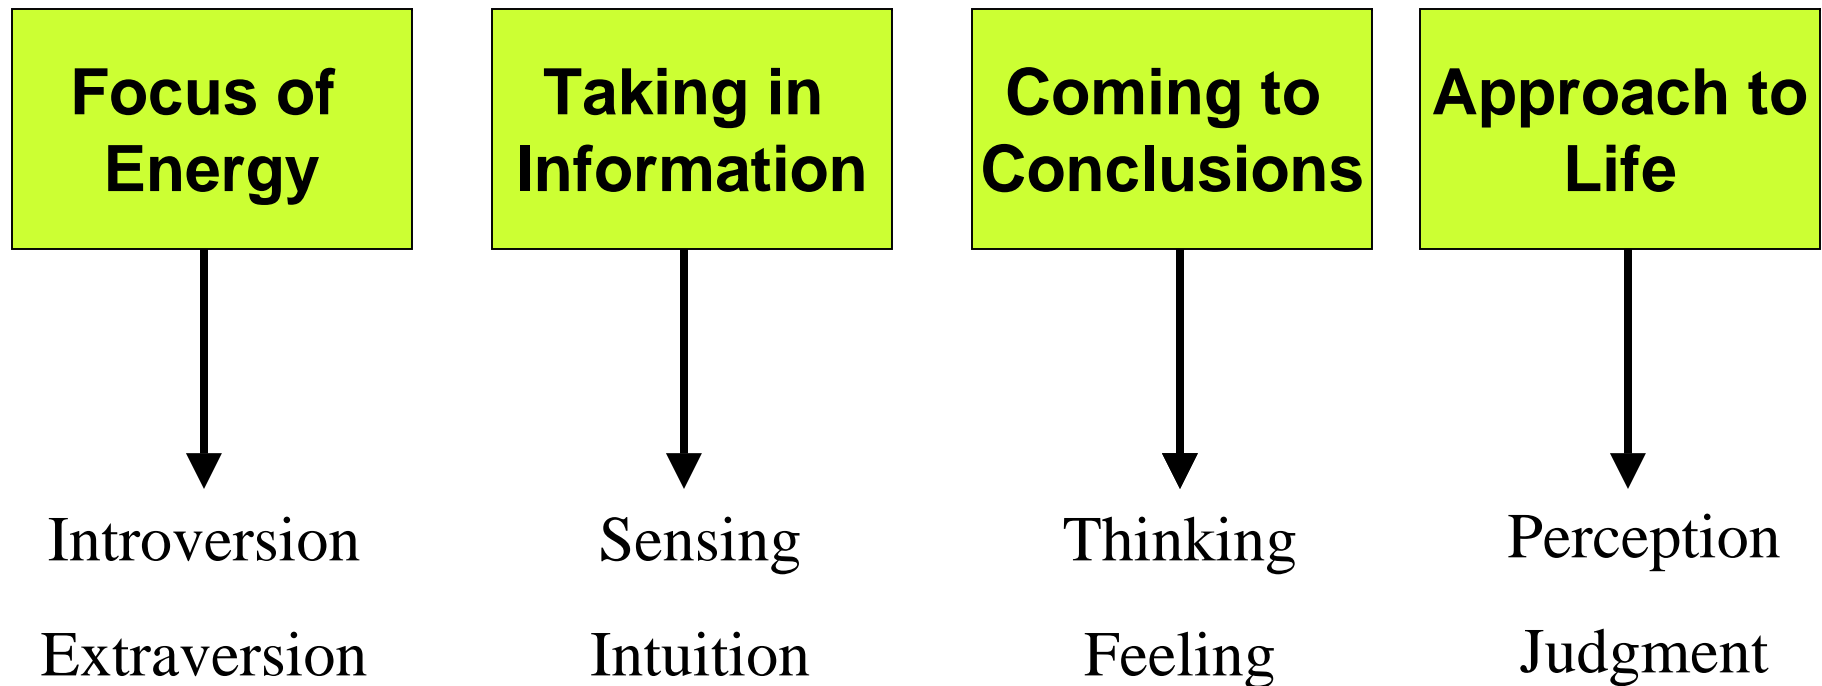 Focus of
Energy
Taking in
Information
Coming to
Conclusions
Approach to
Life
Introversion
Extraversion
Sensing
Intuition
Thinking
Feeling
Perception
Judgment